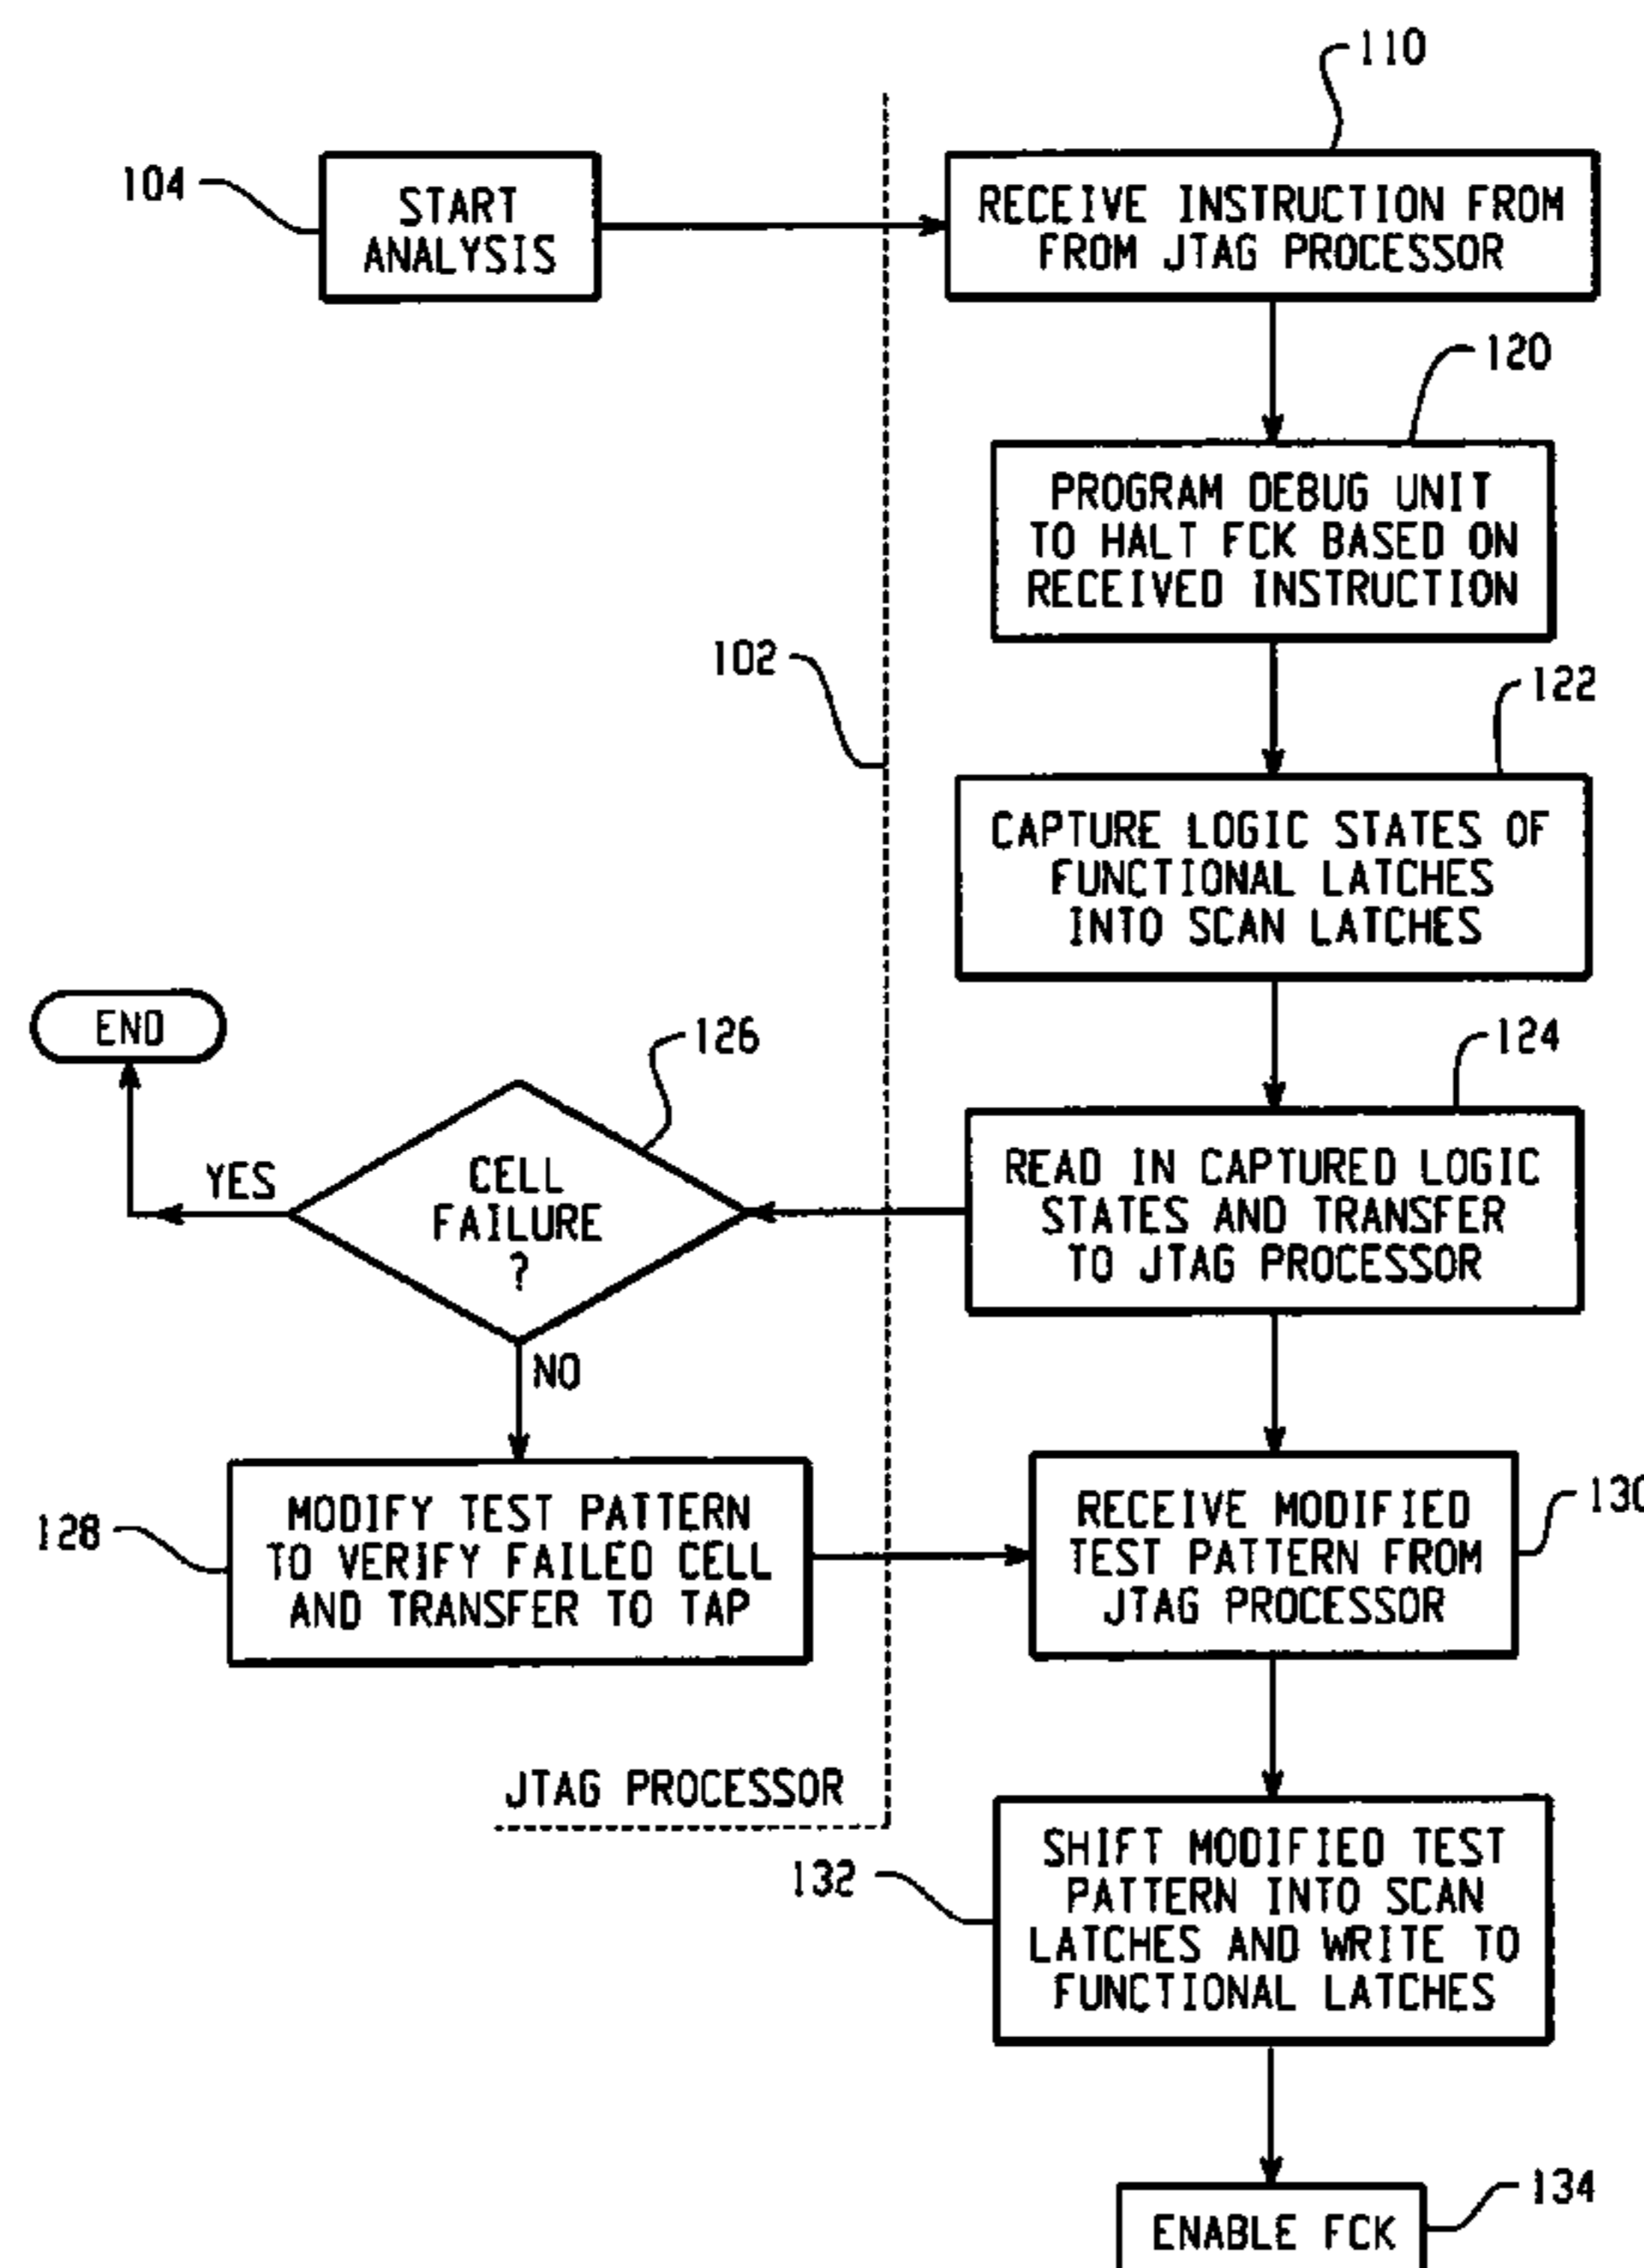 110
104
START
ANALYSIS
RECEIVE INSTRUCTION FROM
FROM JTAG PROCESSOR
120
PROGRAM DEBUG UNIT
TO HALT FCK BASED ON
RECEIVED INSTRUCTION
102
122
CAPTURE LOGIC STATES OF
FUNCTIONAL LATCHES
INTO SCAN LATCHES
END
126
124
YES
CELL
FAILURE
?
READ IN CAPTURED LOGIC
STATES AND TRANSFER
TO JTAG PROCESSOR
NO
128
MODIFY TEST PATTERN
TO VERIFY FAILED CELL
AND TRANSFER TO TAP
RECEIVE MODIFIED
TEST PATTERN FROM
JTAG PROCESSOR
130
JTAG PROCESSOR
132
SHIFT MODIFIED TEST
PATTERN INTO SCAN
LATCHES AND WRITE TO
FUNCTIONAL LATCHES
134
ENABLE FCK